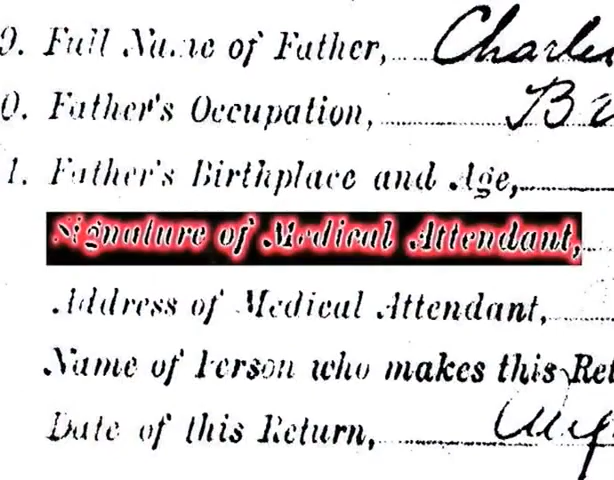 9. Full Name of Father, Charles
0. Father's Occupation,
1. Father's Birthplace and Age,
Signature of Medical Attendant,
Address of Medical Attendant,
Name of Person who makes this Ret
Date of this Return,